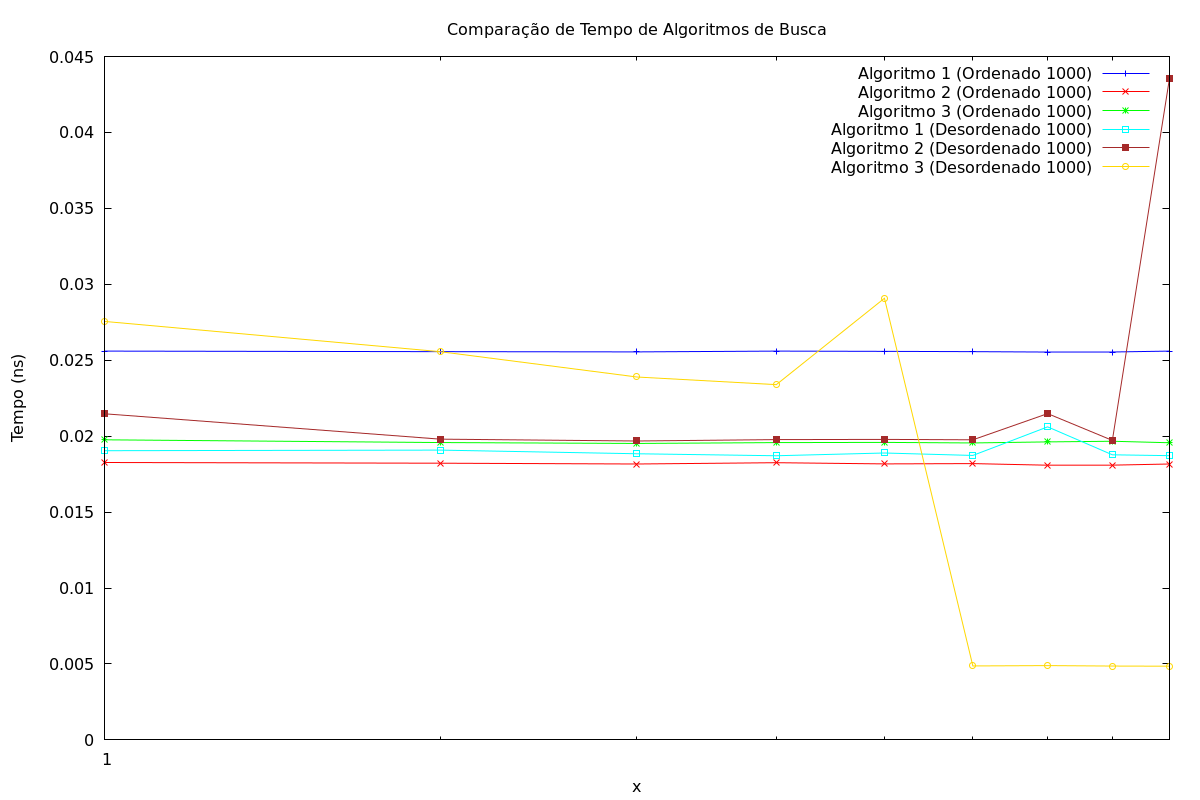 Comparação de Tempo de Algoritmos de Busca
0.045
0.04
0.035
0.03
0.025
0.02
0.015
0.01
0.005
0
Tempo (ns)
Algoritmo 1 (Ordenado 1000)
Algoritmo 2 (Ordenado 1000)
Algoritmo 3 (Ordenado 1000)
Algoritmo 1 (Desordenado 1000)
Algoritmo 2 (Desordenado 1000)
Algoritmo 3 (Desordenado 1000)
1
x